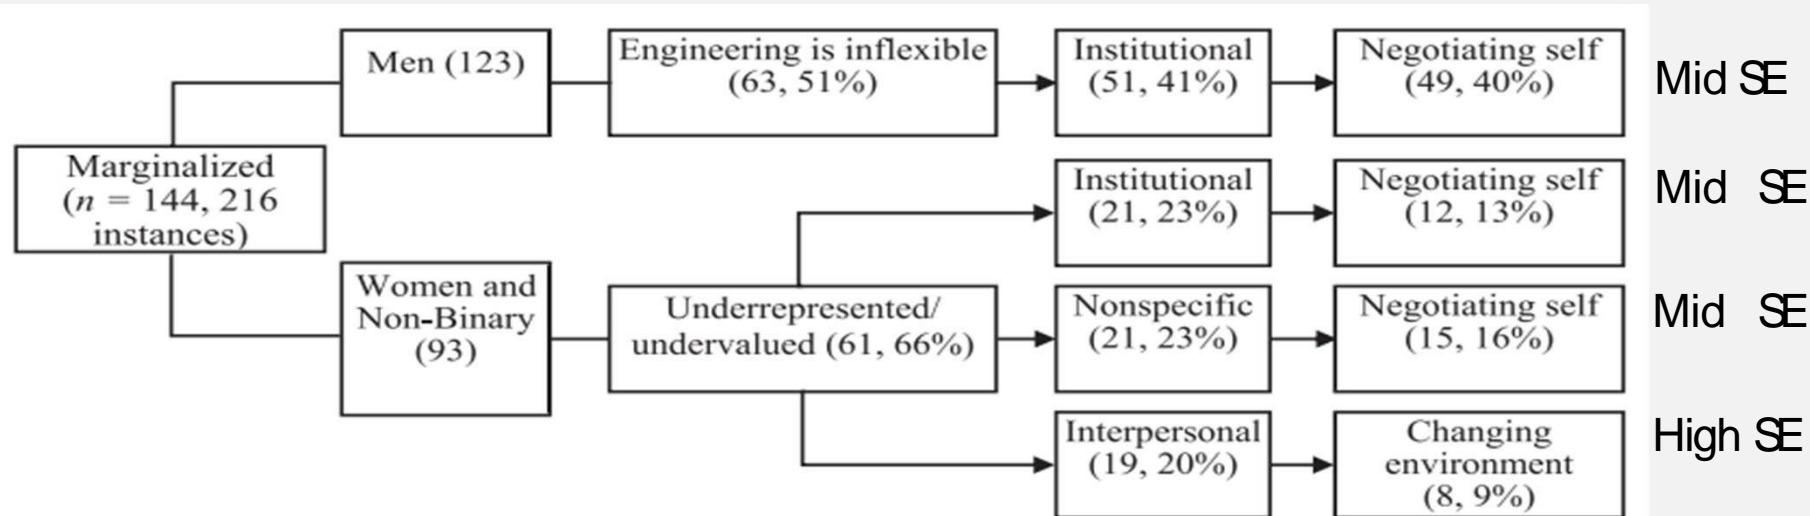 Marginalized
(n = 144, 216
instances)
Men (123)
Engineering is inflexible
(63, 51%)
Institutional
(51, 41%)
Negotiating self
(49, 40%)
Mid SE
Women and
Non-Binary
(93)
Underrepresented/
undervalued (61, 66%)
Institutional
(21, 23%)
Negotiating self
(12, 13%)
Mid SE
Nonspecific
(21, 23%)
Negotiating self
(15, 16%)
Mid SE
Interpersonal
(19, 20%)
Changing
environment
(8, 9%)
High SE